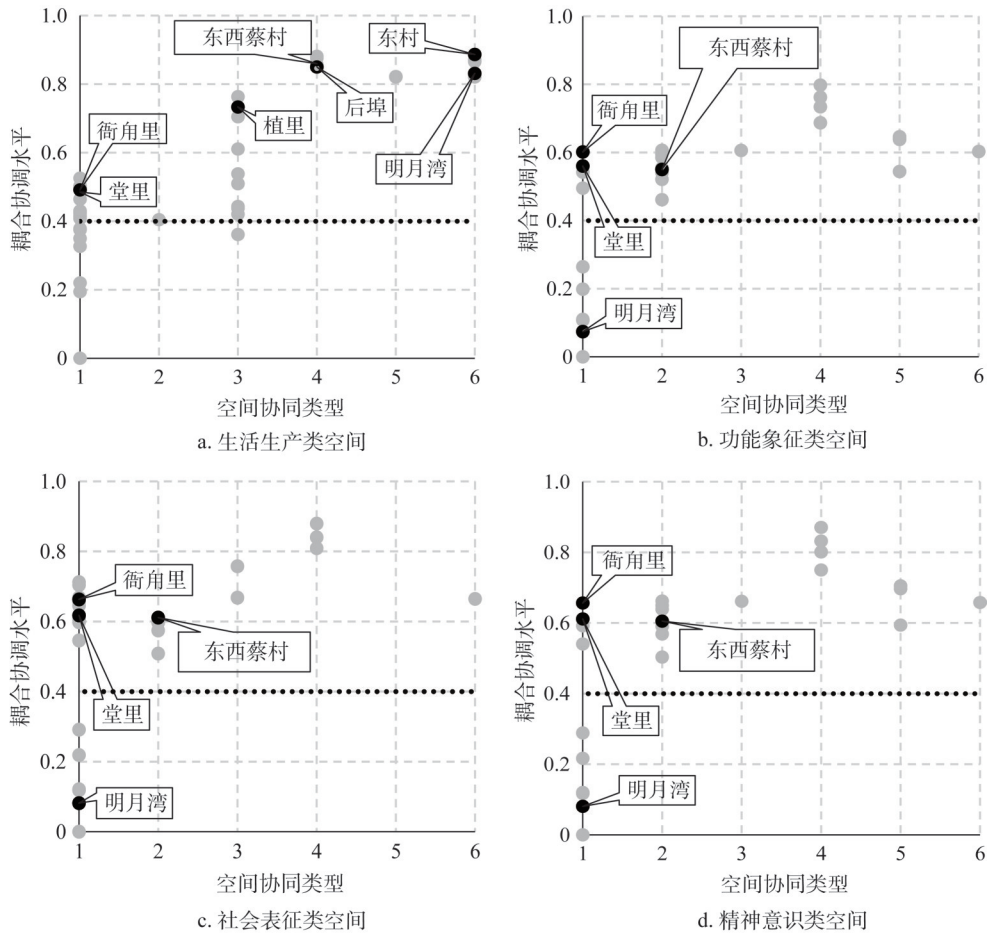 1.0
0.8
0.6
0.4
0.2
0
耦合协调水平
东西蔡村
东村
后埠
植里
明月湾
衙甪里
堂里
1 2 3 4 5 6
空间协同类型
a. 生活生产类空间
1.0
0.8
0.6
0.4
0.2
0
耦合协调水平
东西蔡村
衙甪里
堂里
明月湾
1 2 3 4 5 6
空间协同类型
b. 功能象征类空间
1.0
0.8
0.6
0.4
0.2
0
耦合协调水平
衙甪里
东西蔡村
堂里
明月湾
1 2 3 4 5 6
空间协同类型
c. 社会表征类空间
1.0
0.8
0.6
0.4
0.2
0
耦合协调水平
衙甪里
东西蔡村
堂里
明月湾
1 2 3 4 5 6
空间协同类型
d. 精神意识类空间